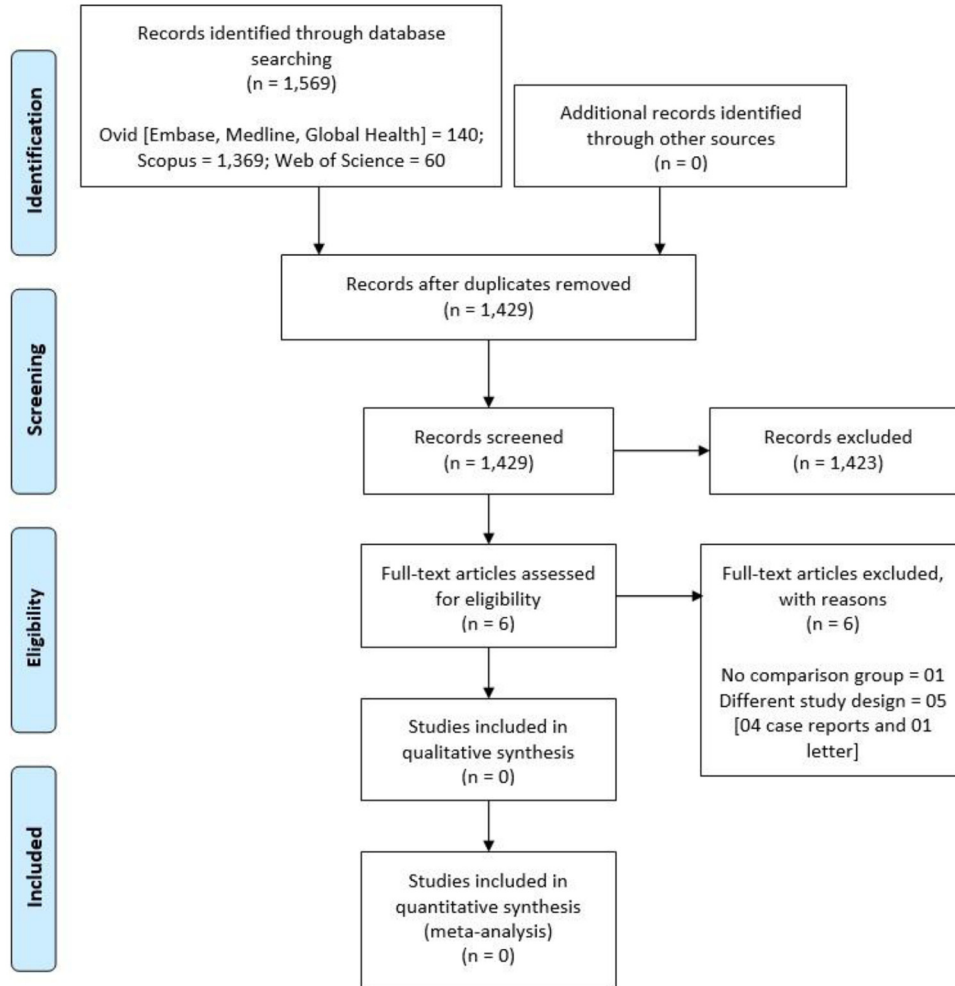 Identification
Records identified through database
searching
(n = 1,569)
Ovid [Embase, Medline, Global Health] = 140;
Scopus = 1,369; Web of Science = 60
Additional records identified
through other sources
(n = 0)
Screening
Records after duplicates removed
(n = 1,429)
Records screened
(n = 1,429)
Records excluded
(n = 1,423)
Eligibility
Full-text articles assessed
for eligibility
(n = 6)
Full-text articles excluded,
with reasons
(n = 6)
No comparison group = 01
Different study design = 05
[04 case reports and 01
letter]
Studies included in
qualitative synthesis
(n = 0)
Included
Studies included in
quantitative synthesis
(meta-analysis)
(n = 0)